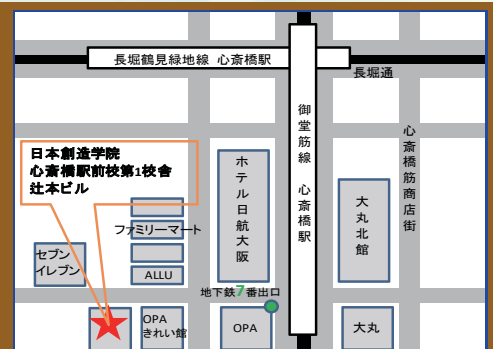 長堀鶴見緑地線 心斎橋駅
長堀通
御堂筋線 心斎橋駅
心斎橋筋商店街
日本創造学院
心斎橋駅前校第1校舎
辻本ビル
ホテル日航大阪
大丸北館
ファミリーマート
セブン
イレブン
ALLU
地下鉄7番出口
OPA
きれい館
OPA
大丸